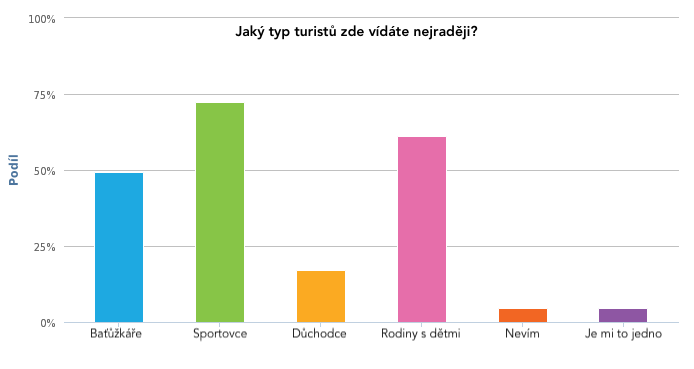 Jaký typ turistů zde vídáte nejraději?
100%
75%
50%
25%
0%
Podíl
Baťůžkáře
Sportovce
Důchodce
Rodiny s dětmi
Nevím
Je mi to jedno